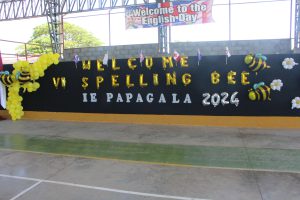 Welcome to the
English Day
WELCOME
VI SPELLING BEE
IE PAPAGALA 2024